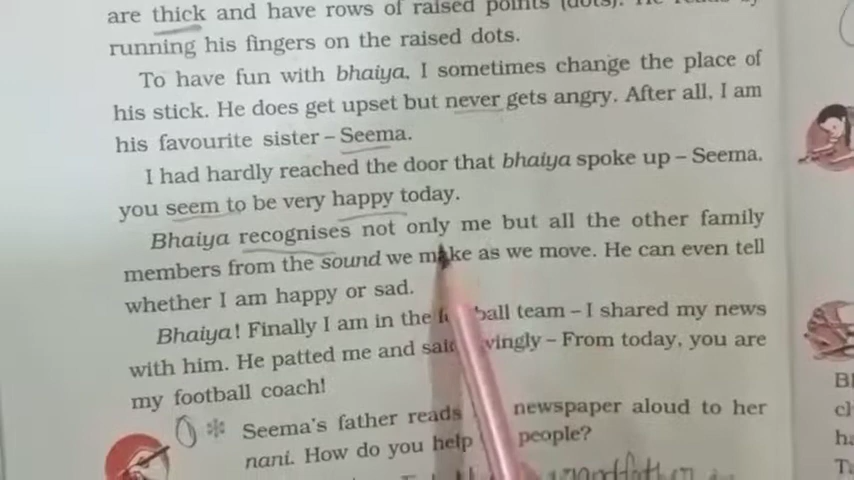 are thick and have rows of raised points (dots). He reads by
running his fingers on the raised dots.
To have fun with bhaiya, I sometimes change the place of
his stick. He does get upset but never gets angry. After all, I am
his favourite sister – Seema.
I had hardly reached the door that bhaiya spoke up – Seema,
you seem to be very happy today.
Bhaiya recognises not only me but all the other family
members from the sound we make as we move. He can even tell
whether I am happy or sad.
Bhaiya! Finally I am in the ball team – I shared my news
with him. He patted me and said – From today, you are
my football coach!
* Seema's father reads newspaper aloud to her
nani. How do you help people?